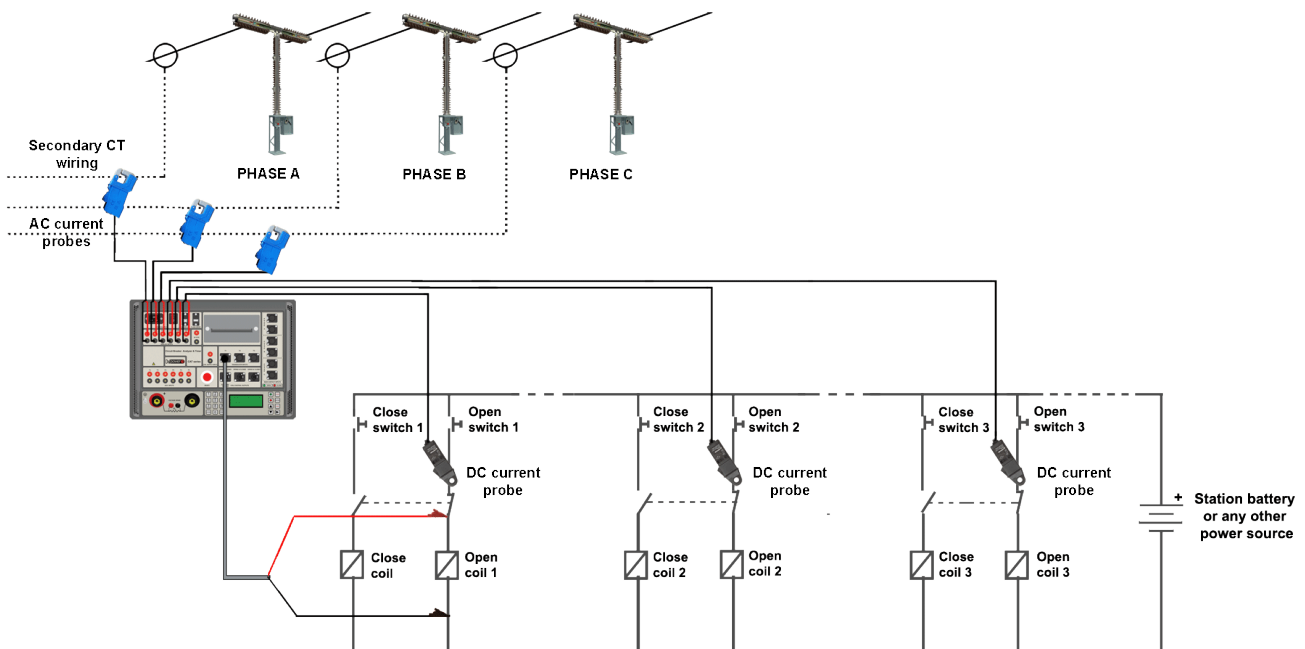 Secondary CT
wiring
PHASE A
PHASE B
PHASE C
AC current
probes
Close
switch 1
Open
switch 1
Close
switch 2
Open
switch 2
Close
switch 3
Open
switch 3
DC current
probe
DC current
probe
DC current
probe
+
Station battery
or any other
power source
Close
coil
Open
coil 1
Close
coil 2
Open
coil 2
Close
coil 3
Open
coil 3